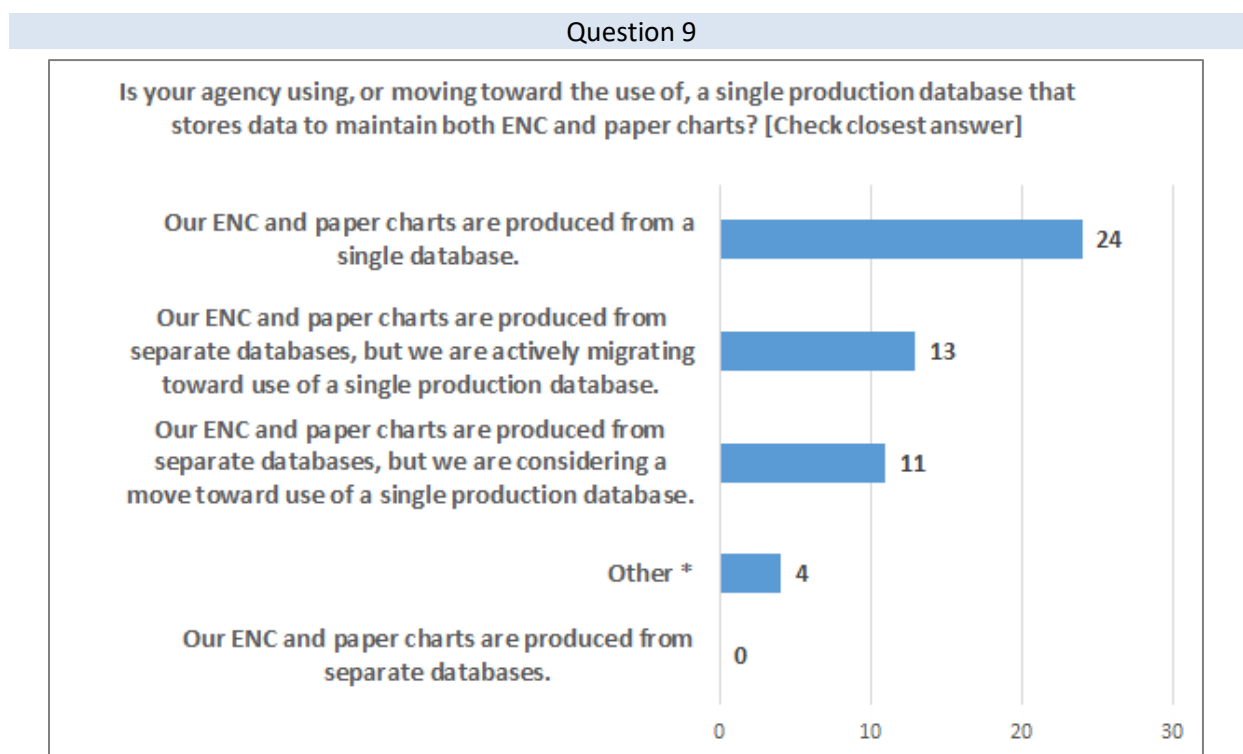 Question 9
Is your agency using, or moving toward the use of, a single production database that
stores data to maintain both ENC and paper charts? [Check closest answer]
Our ENC and paper charts are produced from a
single database.
24
Our ENC and paper charts are produced from
separate databases, but we are actively migrating
toward use of a single production database.
13
Our ENC and paper charts are produced from
separate databases, but we are considering a
move toward use of a single production database.
11
Other *
4
Our ENC and paper charts are produced from
separate databases.
0
0 10 20 30